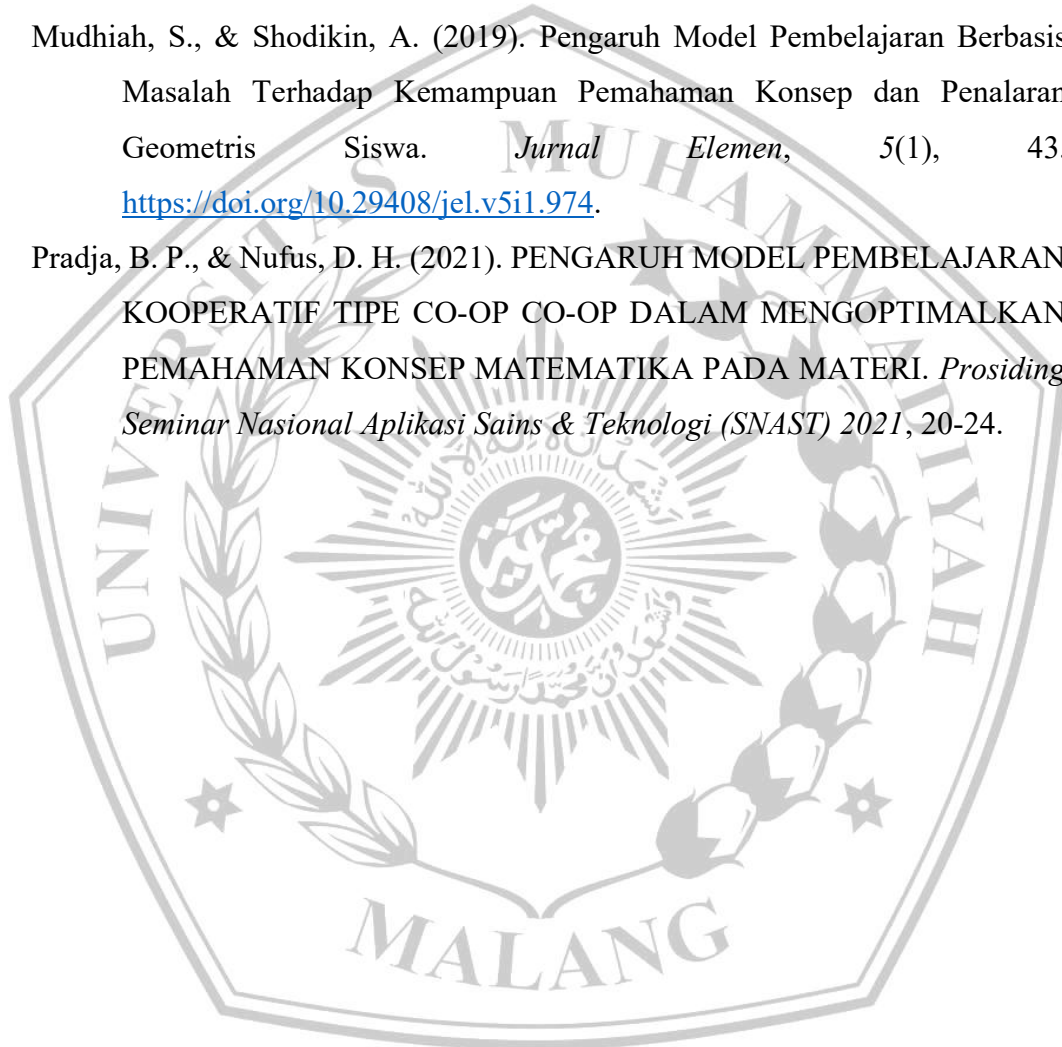 Mudhiah, S., & Shodikin, A. (2019). Pengaruh Model Pembelajaran Berbasis
Masalah Terhadap Kemampuan Pemahaman Konsep dan Penalaran
Geometris Siswa. Jurnal Elemen, 5(1), 43.
https://doi.org/10.29408/jel.v5i1.974.
Pradja, B. P., & Nufus, D. H. (2021). PENGARUH MODEL PEMBELAJARAN
KOOPERATIF TIPE CO-OP CO-OP DALAM MENGOPTIMALKAN
PEMAHAMAN KONSEP MATEMATIKA PADA MATERI. Prosiding
Seminar Nasional Aplikasi Sains & Teknologi (SNAST) 2021, 20-24.
UNIVERSITAS MUHAMMADIYAH
MALANG